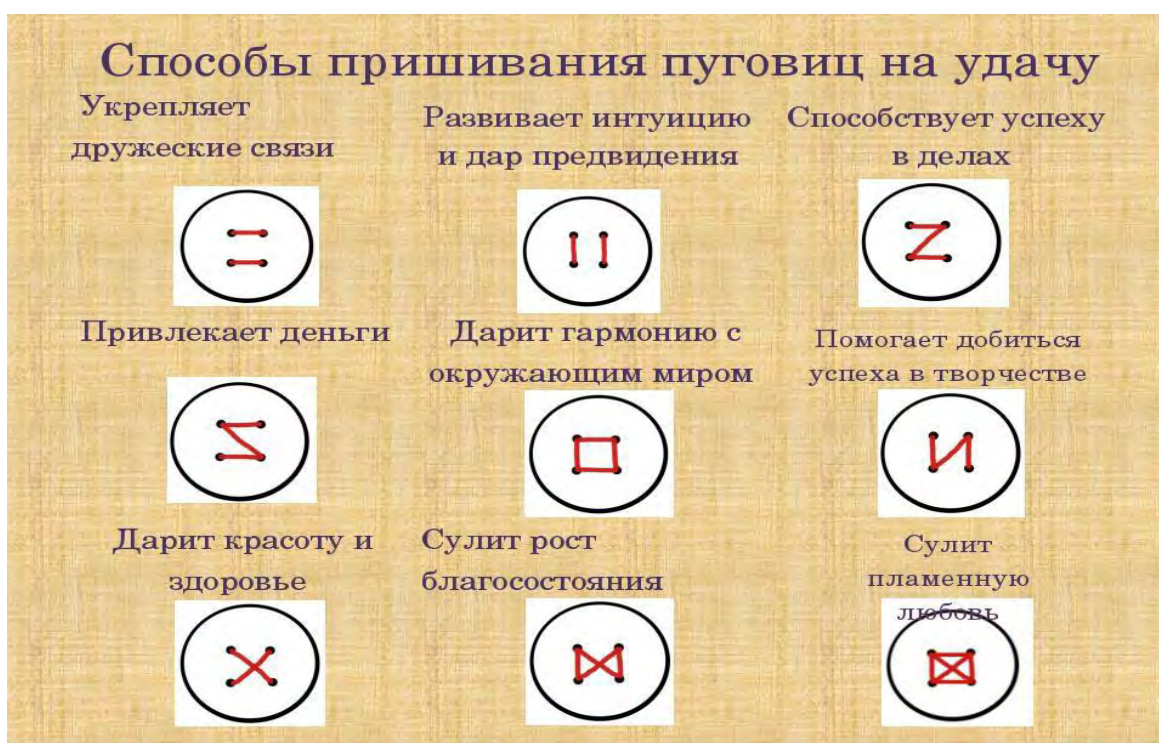 Способы пришивания пуговиц на удачу
Укрепляет
дружеские связи
Развивает интуицию
и дар предвидения
Способствует успеху
в делах
Привлекает деньги
Дарит гармонию с
окружающим миром
Помогает добиться
успеха в творчестве
Дарит красоту и
здоровье
Сулит рост
благосостояния
Сулит
пламенную
любовь